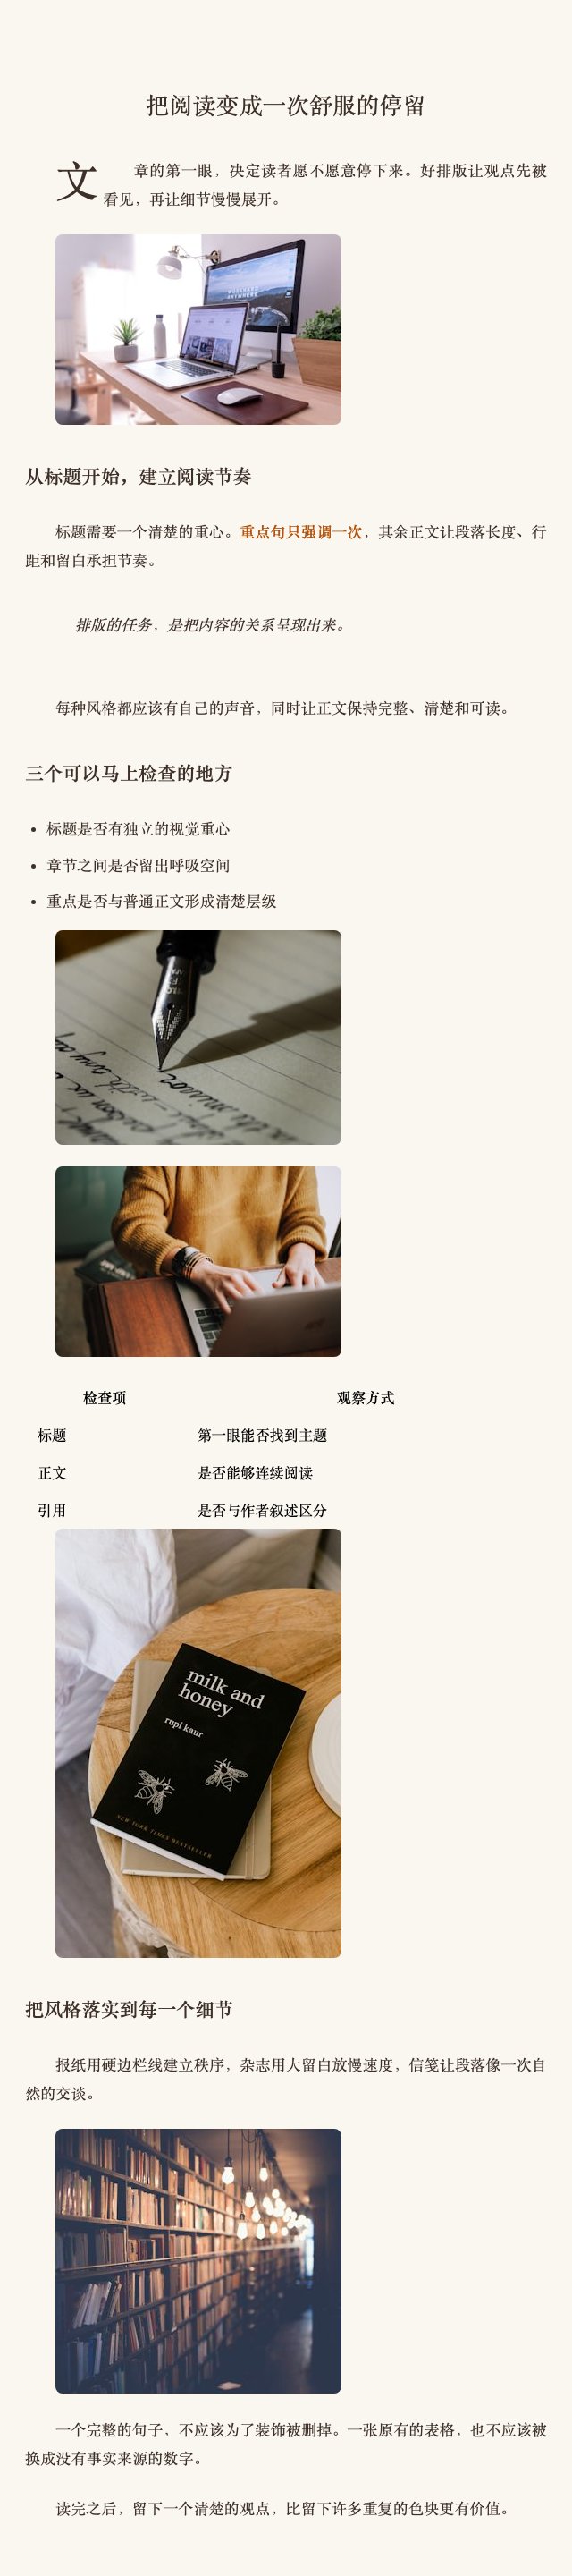 把阅读变成一次舒服的停留
文章的第一眼，决定读者愿不愿意停下来。好排版让观点先被
看见，再让细节慢慢展开。
从标题开始，建立阅读节奏
标题需要一个清楚的重心。重点句只强调一次，其余正文让段落长度、行
距和留白承担节奏。
排版的任务，是把内容的关系呈现出来。
每种风格都应该有自己的声音，同时让正文保持完整、清楚和可读。
三个可以马上检查的地方
• 标题是否有独立的视觉重心
• 章节之间是否留出呼吸空间
• 重点是否与普通正文形成清楚层级
检查项 观察方式
标题 第一眼能否找到主题
正文 是否能够连续阅读
引用 是否与作者叙述区分
milk and
honey
rupi kaur
NEW YORK TIMES BESTSELLER
把风格落实到每一个细节
报纸用硬边栏线建立秩序，杂志用大留白放慢速度，信笺让段落像一次自
然的交谈。
一个完整的句子，不应该为了装饰被删掉。一张原有的表格，也不应该被
换成没有事实来源的数字。
读完之后，留下一个清楚的观点，比留下许多重复的色块更有价值。